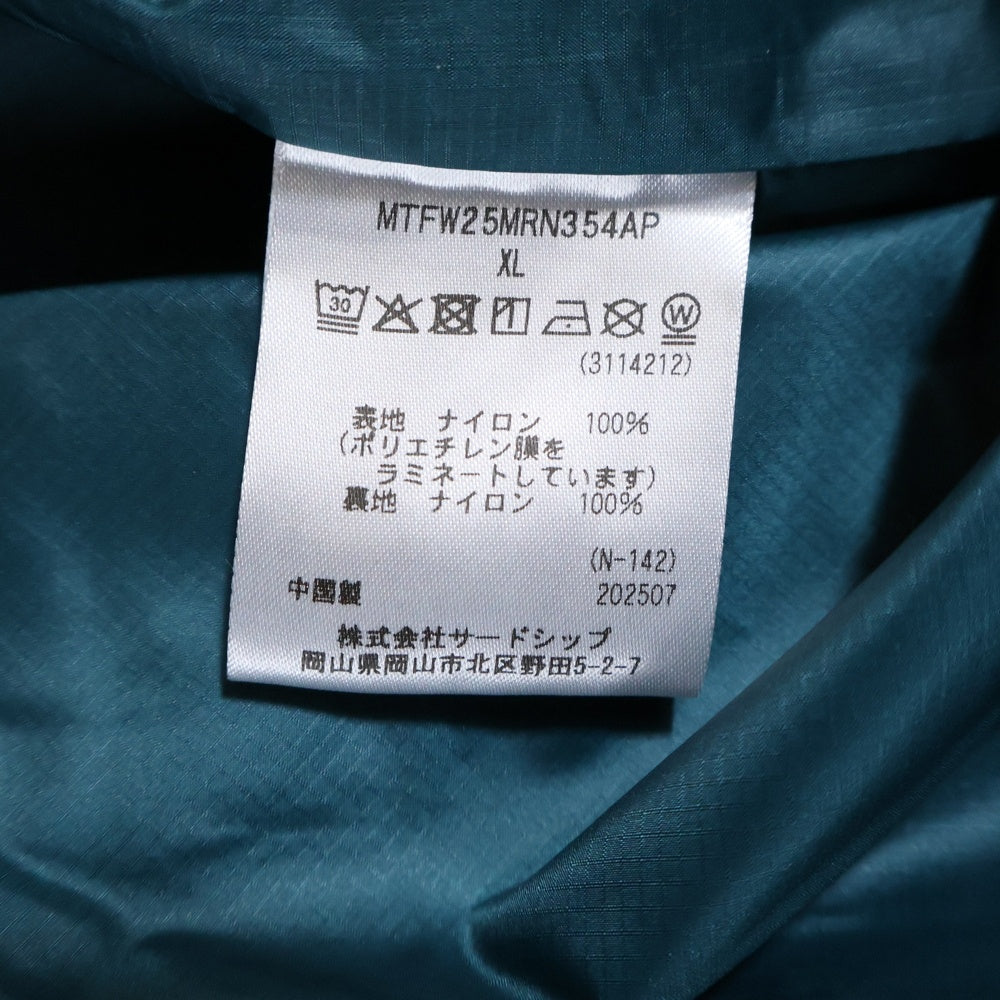 MTFW25MRN354AP
XL
30 W
(3114212)
表地 ナイロン 100%
(ポリエチレン膜を
ラミネートしています)
裏地 ナイロン 100%
(N-142)
中国製 202507
株式会社サードシップ
岡山県岡山市北区野田5-2-7